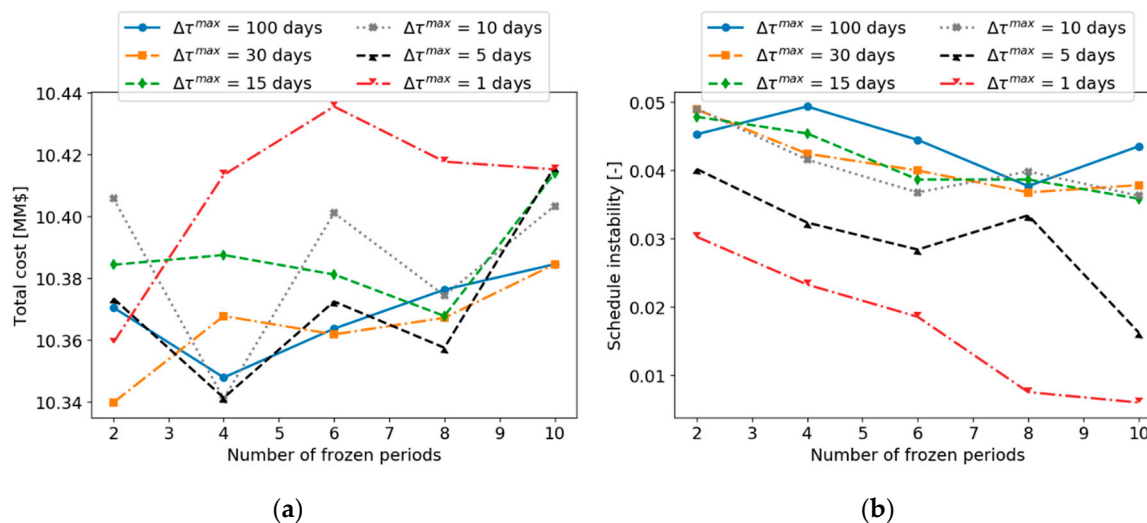 Δτ^max = 100 days
Δτ^max = 30 days
Δτ^max = 15 days
Δτ^max = 10 days
Δτ^max = 5 days
Δτ^max = 1 days
10.44
10.42
10.40
10.38
10.36
10.34
Total cost [MM$]
2 3 4 5 6 7 8 9 10
Number of frozen periods
(a)
Δτ^max = 100 days
Δτ^max = 30 days
Δτ^max = 15 days
Δτ^max = 10 days
Δτ^max = 5 days
Δτ^max = 1 days
0.05
0.04
0.03
0.02
0.01
Schedule instability [-]
2 3 4 5 6 7 8 9 10
Number of frozen periods
(b)